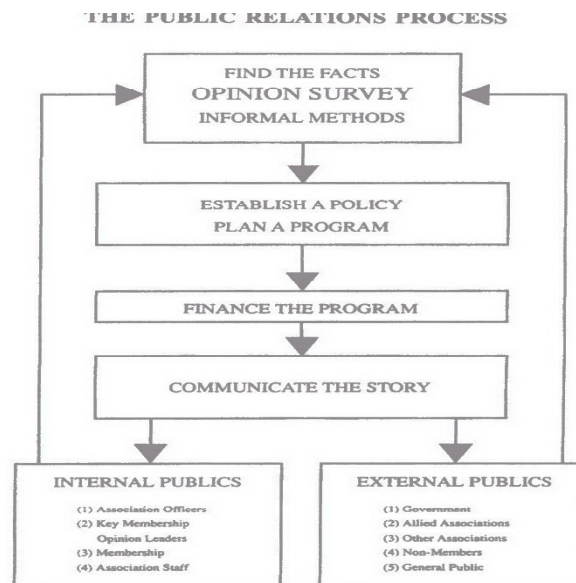 THE PUBLIC RELATIONS PROCESS
FIND THE FACTS
OPINION SURVEY
INFORMAL METHODS
ESTABLISH A POLICY
PLAN A PROGRAM
FINANCE THE PROGRAM
COMMUNICATE THE STORY
INTERNAL PUBLICS
(1) Association Officers
(2) Key Membership
Opinion Leaders
(3) Membership
(4) Association Staff
EXTERNAL PUBLICS
(1) Government
(2) Allied Associations
(3) Other Associations
(4) Non-Members
(5) General Public